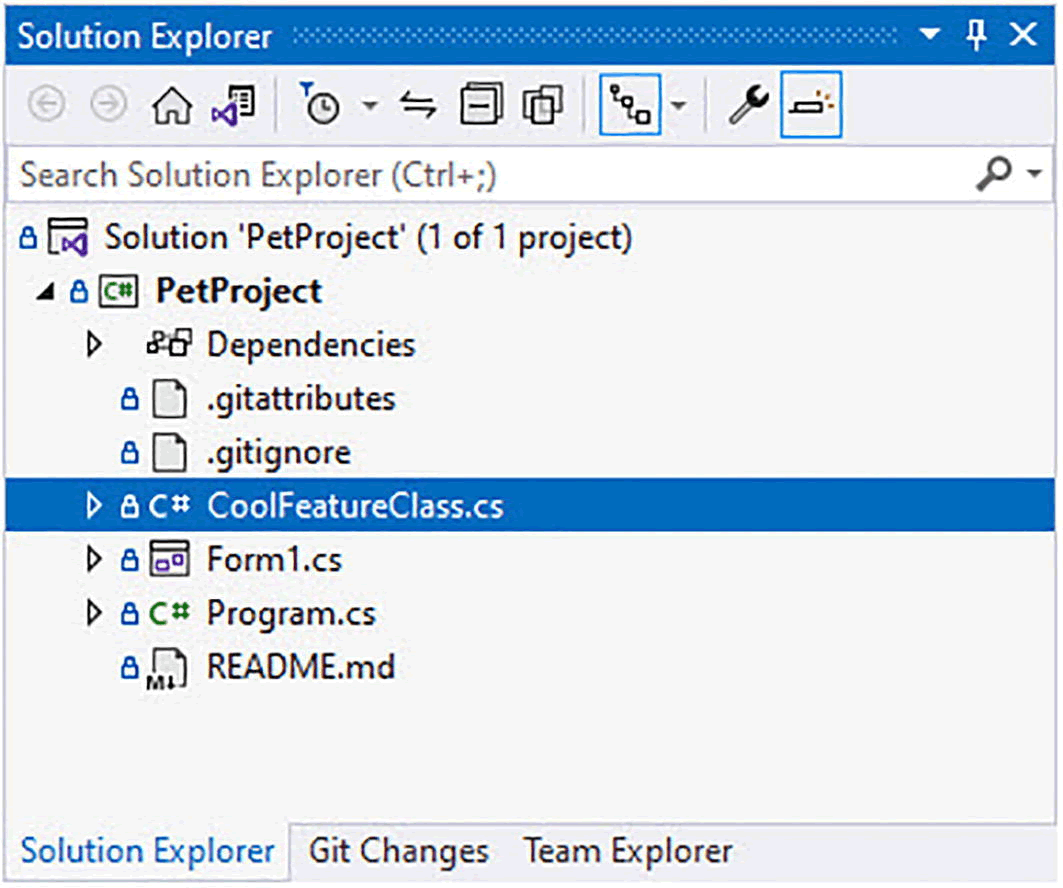 Solution Explorer
Search Solution Explorer (Ctrl+;)
Solution 'PetProject' (1 of 1 project)
C# PetProject
Dependencies
.gitattributes
.gitignore
C# CoolFeatureClass.cs
Form1.cs
C# Program.cs
M↓ README.md
Solution Explorer Git Changes Team Explorer